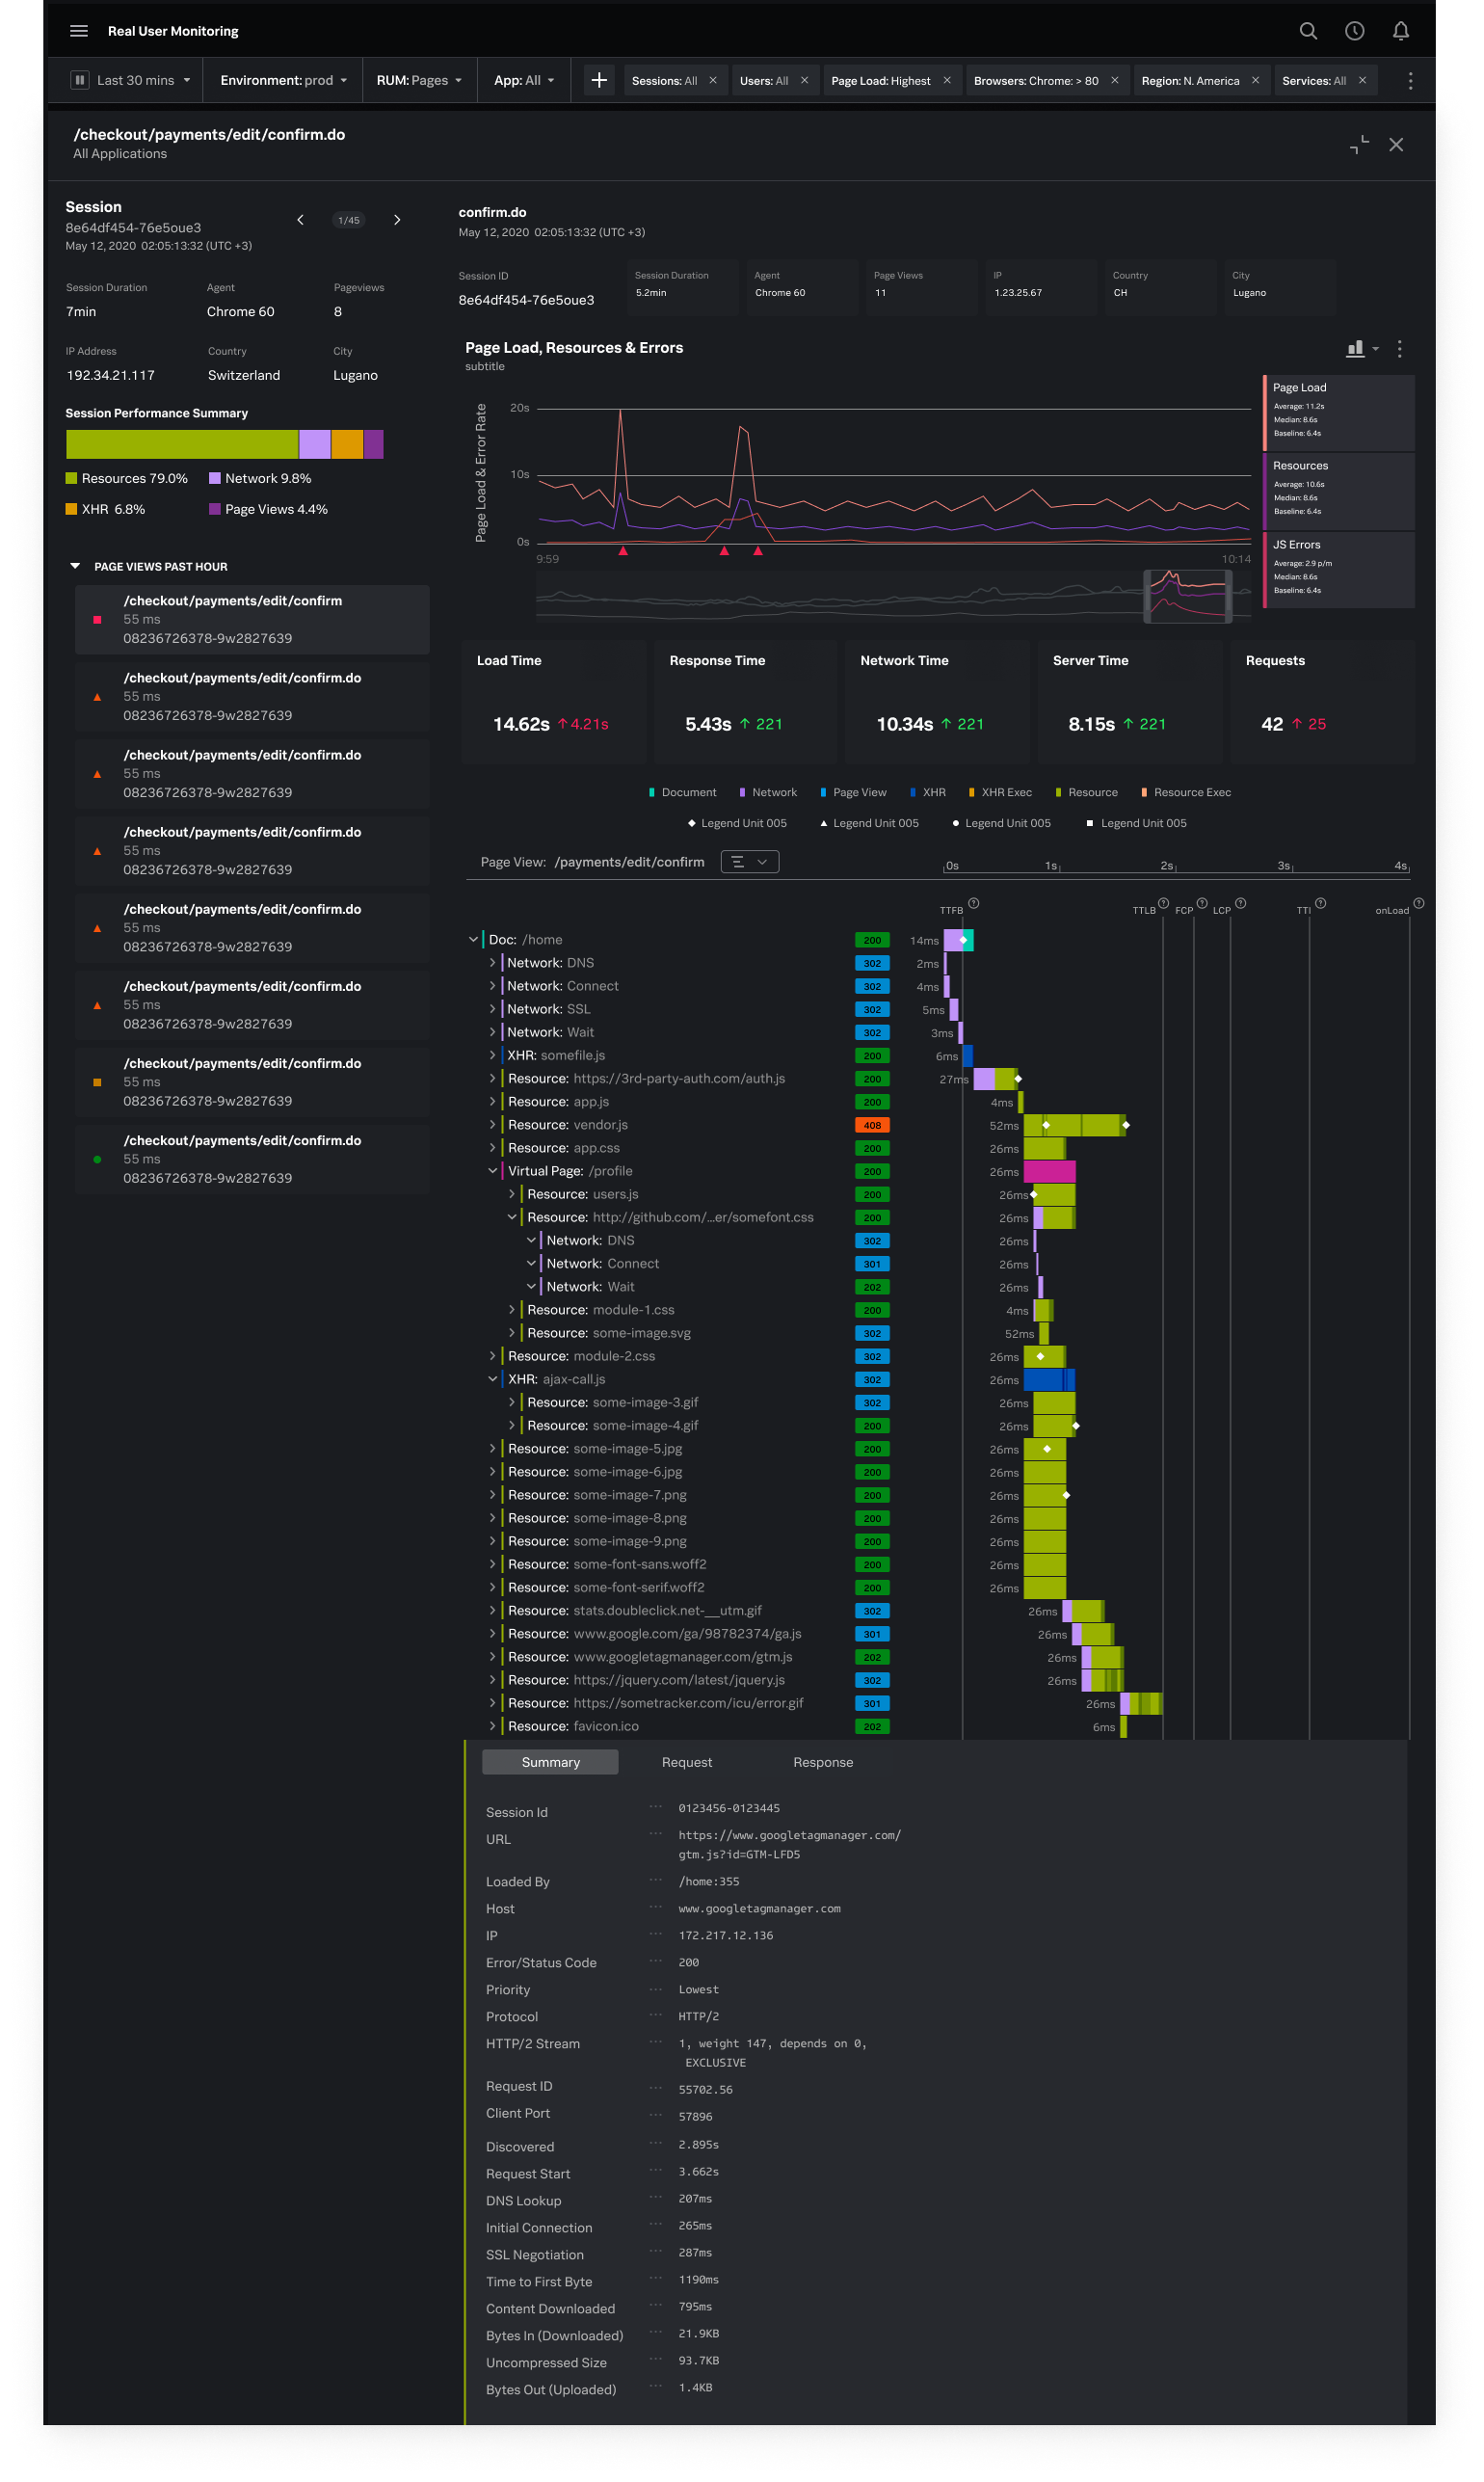 Real User Monitoring
Last 30 mins
Environment: prod
RUM: Pages
App: All
Sessions: All
Users: All
Page Load: Highest
Browsers: Chrome: > 80
Region: N. America
Services: All
/checkout/payments/edit/confirm.do
All Applications
Session
8e64df454-76e5oue3
May 12, 2020 02:05:13:32 (UTC +3)
1/45
Session Duration Agent Pageviews
7min Chrome 60 8
IP Address Country City
192.34.21.117 Switzerland Lugano
Session Performance Summary
Resources 79.0% Network 9.8%
XHR 6.8% Page Views 4.4%
PAGE VIEWS PAST HOUR
/checkout/payments/edit/confirm
55 ms
08236726378-9w2827639
/checkout/payments/edit/confirm.do
55 ms
08236726378-9w2827639
/checkout/payments/edit/confirm.do
55 ms
08236726378-9w2827639
/checkout/payments/edit/confirm.do
55 ms
08236726378-9w2827639
/checkout/payments/edit/confirm.do
55 ms
08236726378-9w2827639
/checkout/payments/edit/confirm.do
55 ms
08236726378-9w2827639
/checkout/payments/edit/confirm.do
55 ms
08236726378-9w2827639
/checkout/payments/edit/confirm.do
55 ms
08236726378-9w2827639
confirm.do
May 12, 2020 02:05:13:32 (UTC +3)
Session ID
8e64df454-76e5oue3
Session Duration
5.2min
Agent
Chrome 60
Page Views
11
IP
1.23.25.67
Country
CH
City
Lugano
Page Load, Resources & Errors
subtitle
Page Load & Error Rate
20s
10s
0s
9:59 10:14
Page Load
Average: 11.2s
Median: 8.6s
Baseline: 6.4s
Resources
Average: 10.6s
Median: 8.6s
Baseline: 6.4s
JS Errors
Average: 2.9 p/m
Median: 8.6s
Baseline: 6.4s
Load Time
14.62s ↑4.21s
Response Time
5.43s ↑ 221
Network Time
10.34s ↑ 221
Server Time
8.15s ↑ 221
Requests
42 ↑ 25
Document Network Page View XHR XHR Exec Resource Resource Exec
Legend Unit 005 Legend Unit 005 Legend Unit 005 Legend Unit 005
Page View: /payments/edit/confirm
0s 1s 2s 3s 4s
TTFB TTLB FCP LCP TTI onLoad
Doc: /home 200 14ms
Network: DNS 302 2ms
Network: Connect 302 4ms
Network: SSL 302 5ms
Network: Wait 302 3ms
XHR: somefile.js 200 6ms
Resource: https://3rd-party-auth.com/auth.js 200 27ms
Resource: app.js 200 4ms
Resource: vendor.js 408 52ms
Resource: app.css 200 26ms
Virtual Page: /profile 200 26ms
Resource: users.js 200 26ms
Resource: http://github.com/...er/somefont.css 200 26ms
Network: DNS 302 26ms
Network: Connect 301 26ms
Network: Wait 202 26ms
Resource: module-1.css 200 4ms
Resource: some-image.svg 302 52ms
Resource: module-2.css 302 26ms
XHR: ajax-call.js 302 26ms
Resource: some-image-3.gif 302 26ms
Resource: some-image-4.gif 200 26ms
Resource: some-image-5.jpg 200 26ms
Resource: some-image-6.jpg 200 26ms
Resource: some-image-7.png 200 26ms
Resource: some-image-8.png 200 26ms
Resource: some-image-9.png 200 26ms
Resource: some-font-sans.woff2 200 26ms
Resource: some-font-serif.woff2 200 26ms
Resource: stats.doubleclick.net-__utm.gif 302 26ms
Resource: www.google.com/ga/98782374/ga.js 301 26ms
Resource: www.googletagmanager.com/gtm.js 202 26ms
Resource: https://jquery.com/latest/jquery.js 302 26ms
Resource: https://sometracker.com/icu/error.gif 301 26ms
Resource: favicon.ico 202 6ms
Summary Request Response
Session Id ... 0123456-0123445
URL ... https://www.googletagmanager.com/
gtm.js?id=GTM-LFD5
Loaded By ... /home:355
Host ... www.googletagmanager.com
IP ... 172.217.12.136
Error/Status Code ... 200
Priority ... Lowest
Protocol ... HTTP/2
HTTP/2 Stream ... 1, weight 147, depends on 0,
EXCLUSIVE
Request ID ... 55702.56
Client Port ... 57896
Discovered ... 2.895s
Request Start ... 3.662s
DNS Lookup ... 207ms
Initial Connection ... 265ms
SSL Negotiation ... 287ms
Time to First Byte ... 1190ms
Content Downloaded ... 795ms
Bytes In (Downloaded) ... 21.9KB
Uncompressed Size ... 93.7KB
Bytes Out (Uploaded) ... 1.4KB